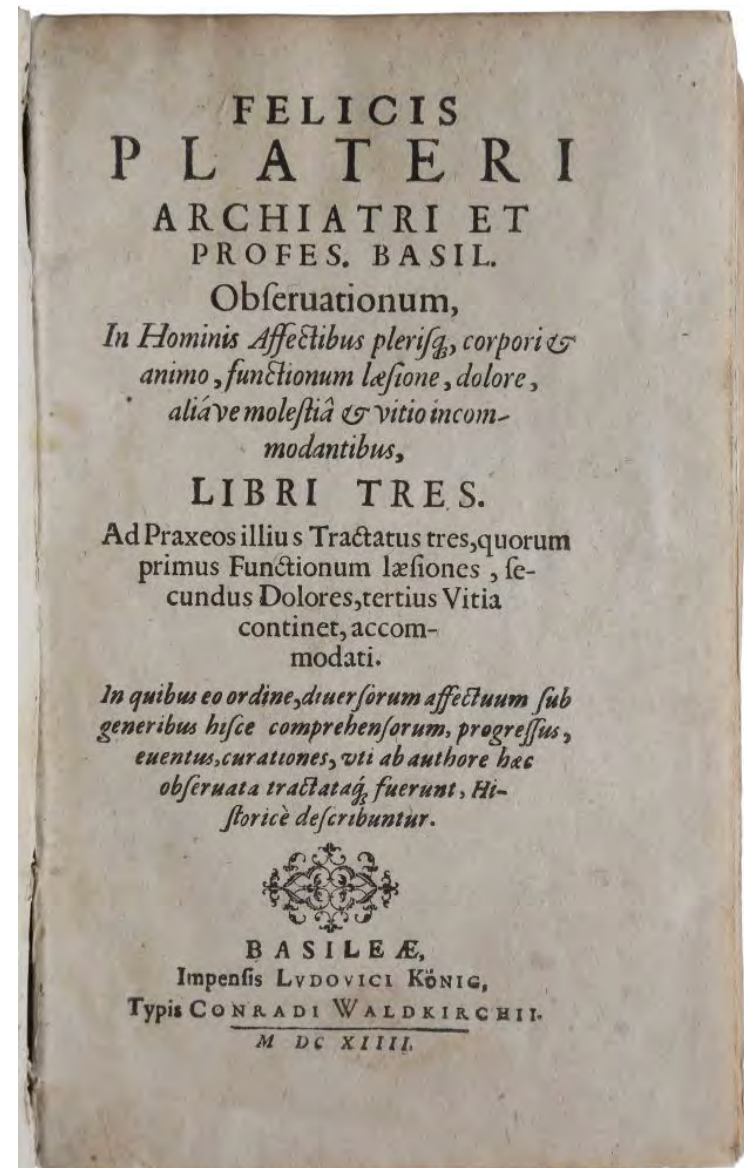 FELICIS
PLATERI
ARCHIATRI ET
PROFES. BASIL.
Obſeruationum,
In Hominis Affectibus pleriſq́;, corpori &
animo, functionum læſione, dolore,
aliáve moleſtiâ & vitio incom-
modantibus,
LIBRI TRES.
Ad Praxeos illius Tractatus tres, quorum
primus Functionum læſiones, ſe-
cundus Dolores, tertius Vitia
continet, accom-
modati.
In quibus eo ordine, diuerſorum affectuum ſub
generibus hiſce comprehenſorum, progreſſus,
euentus, curationes, vti ab authore hæc
obſeruata tractataq́; fuerunt, Hi-
ſtoricè deſcribuntur.
BASILEÆ,
Impenſis LVDOVICI KÖNIG,
Typis CONRADI WALDKIRCHII.
M DC XIIII.